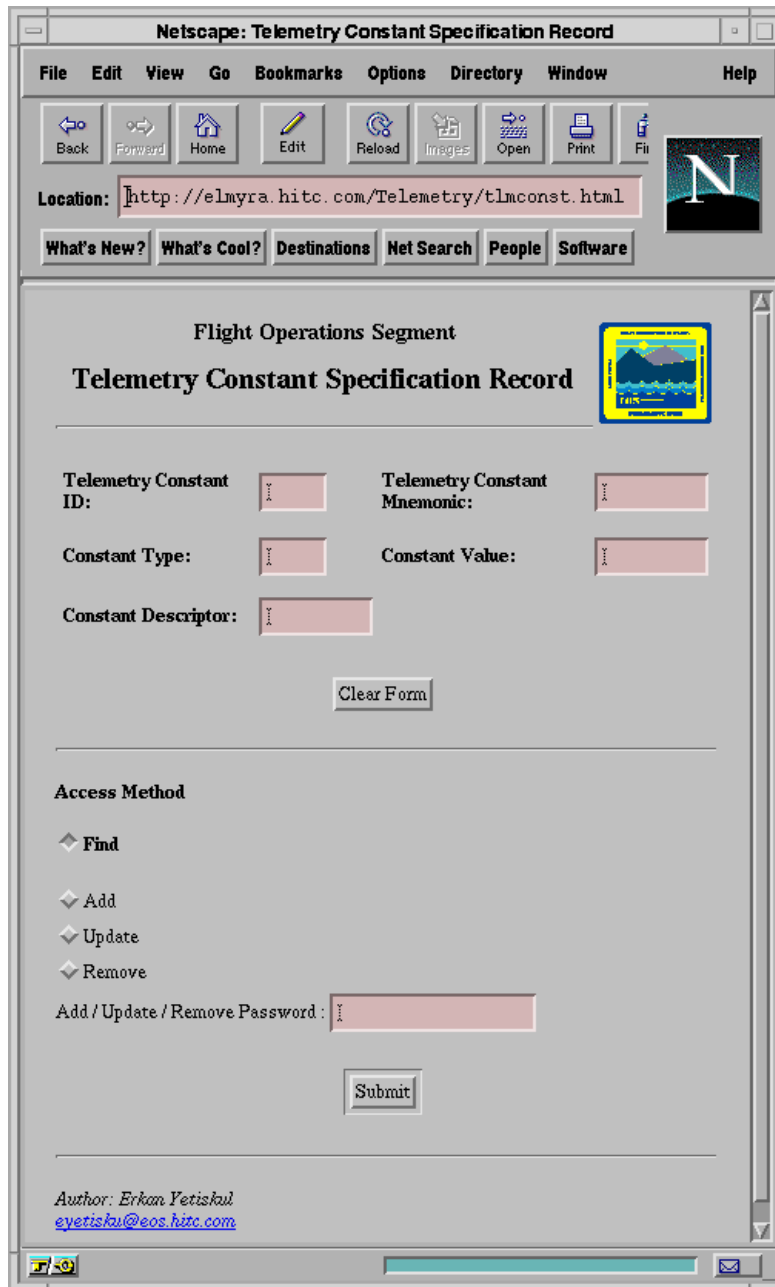 Netscape: Telemetry Constant Specification Record
File Edit View Go Bookmarks Options Directory Window Help
Back Forward Home Edit Reload Images Open Print Fi
N
Location: http://elmyra.hitc.com/Telemetry/tlmconst.html
What's New? What's Cool? Destinations Net Search People Software
Flight Operations Segment
Telemetry Constant Specification Record
EOS
Telemetry Constant ID:
Telemetry Constant Mnemonic:
Constant Type:
Constant Value:
Constant Descriptor:
Clear Form
Access Method
Find
Add
Update
Remove
Add / Update / Remove Password :
Submit
Author: Erkan Yetiskul
eyetisku@eos.hitc.com